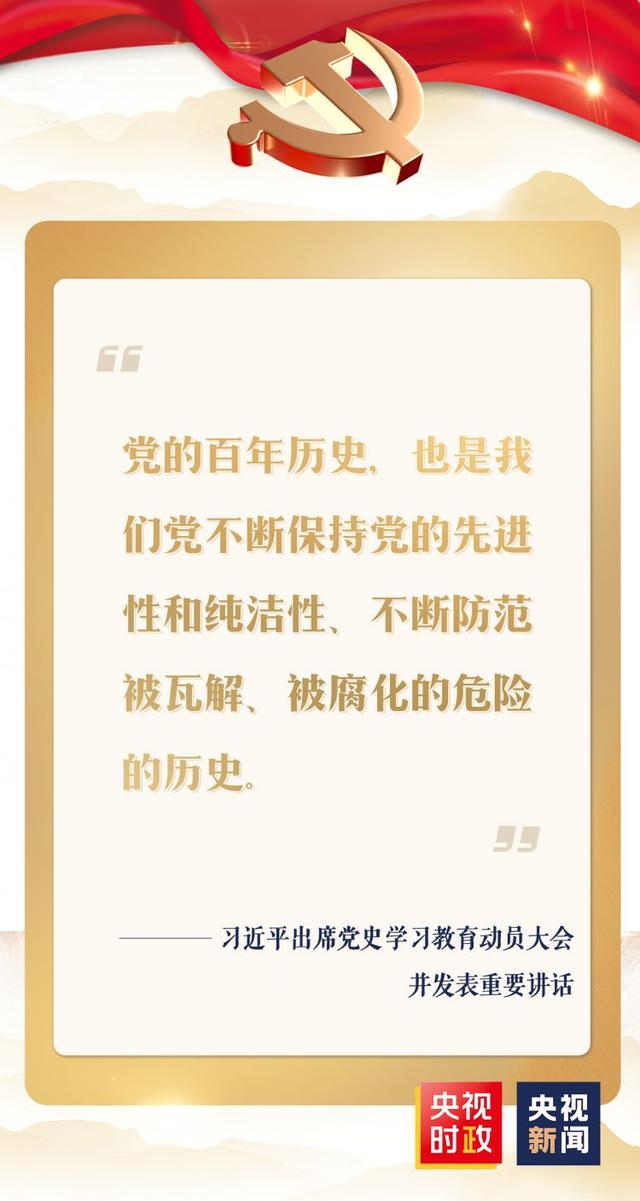 “
党的百年历史，也是我
们党不断保持党的先进
性和纯洁性、不断防范
被瓦解、被腐化的危险
的历史。
”
——— 习近平出席党史学习教育动员大会
并发表重要讲话
央视
时政
央视
新闻